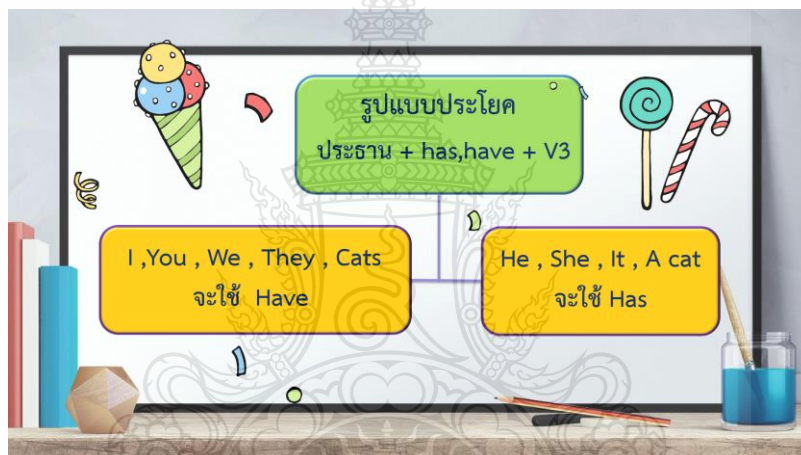 รูปแบบประโยค
ประธาน + has,have + V3
I ,You , We , They , Cats
จะใช้ Have
He , She , It , A cat
จะใช้ Has